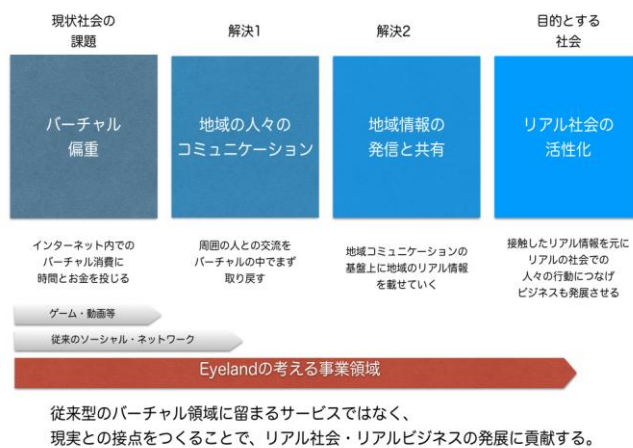 現状社会の
課題
解決1
解決2
目的とする
社会
バーチャル
偏重
地域の人々の
コミュニケーション
地域情報の
発信と共有
リアル社会の
活性化
インターネット内での
バーチャル消費に
時間とお金を投じる
周囲の人との交流を
バーチャルの中でまず
取り戻す
地域コミュニケーションの
基盤上に地域のリアル情報
を載せていく
接触したリアル情報を元に
リアルの社会での
人々の行動につなげ
ビジネスも発展させる
ゲーム・動画等
従来のソーシャル・ネットワーク
Eyelandの考える事業領域
従来型のバーチャル領域に留まるサービスではなく、
現実との接点をつくることで、リアル社会・リアルビジネスの発展に貢献する。